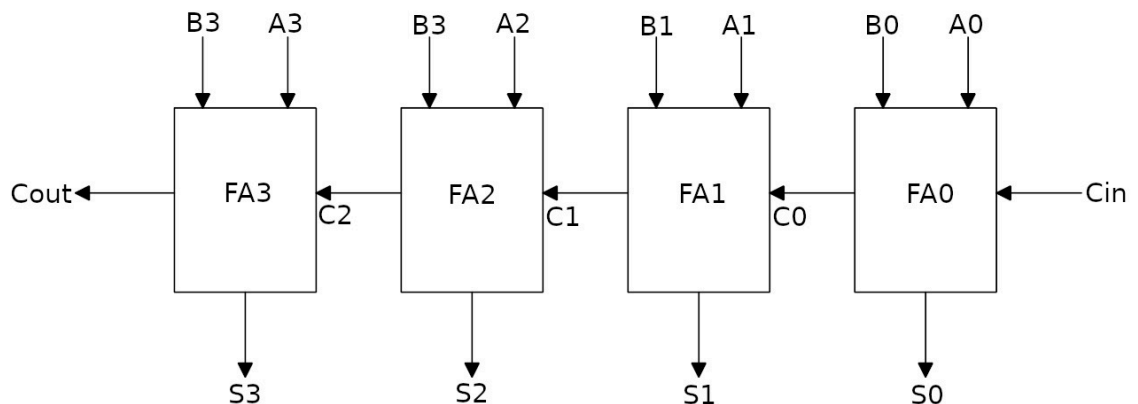 B3 A3 B3 A2 B1 A1 B0 A0
Cout FA3 FA2 FA1 FA0 Cin
C2 C1 C0
S3 S2 S1 S0